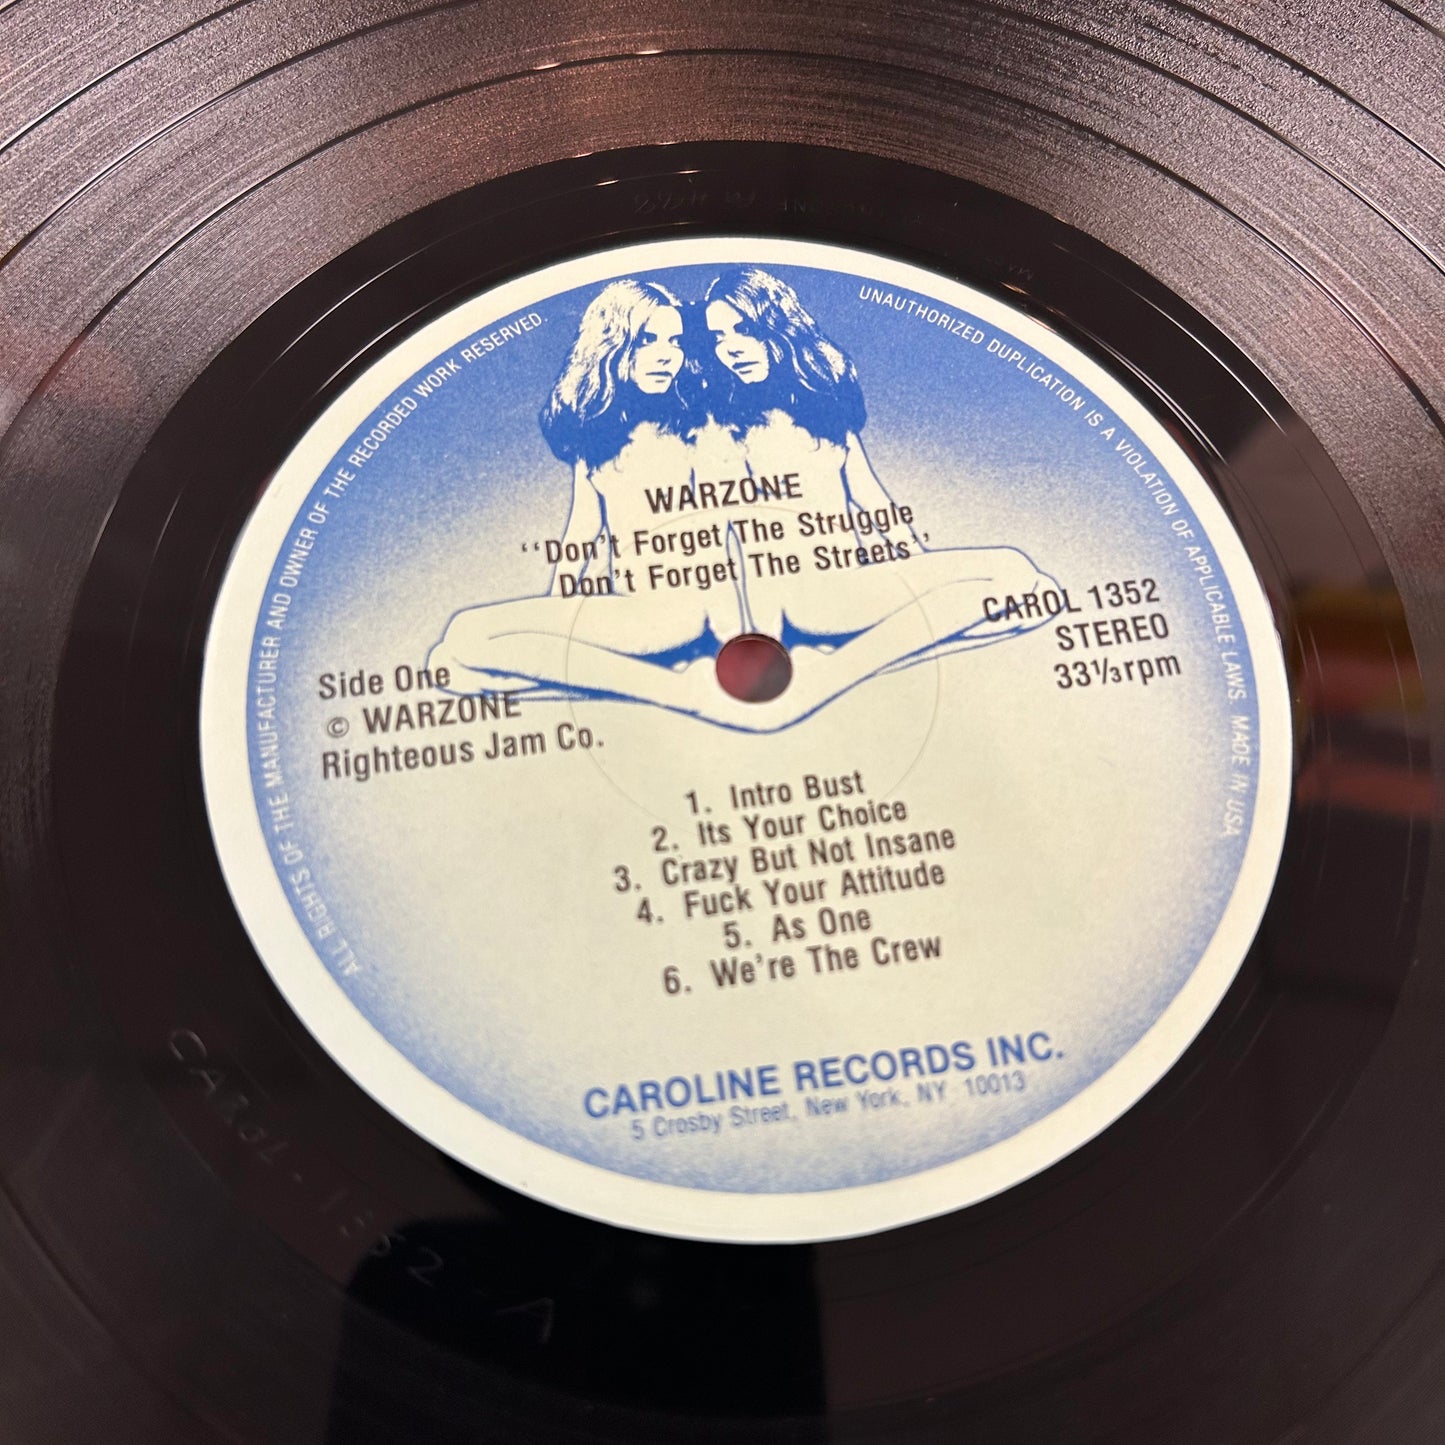 ALL RIGHTS OF THE MANUFACTURER AND OWNER OF THE RECORDED WORK RESERVED.
UNAUTHORIZED DUPLICATION IS A VIOLATION OF APPLICABLE LAWS. MADE IN USA
WARZONE
‘‘Don't Forget The Struggle
Don't Forget The Streets’’
CAROL 1352
STEREO
33⅓rpm
Side One
© WARZONE
Righteous Jam Co.
1. Intro Bust
2. Its Your Choice
3. Crazy But Not Insane
4. Fuck Your Attitude
5. As One
6. We're The Crew
CAROLINE RECORDS INC.
5 Crosby Street, New York, NY 10013
CAROL-1352-A